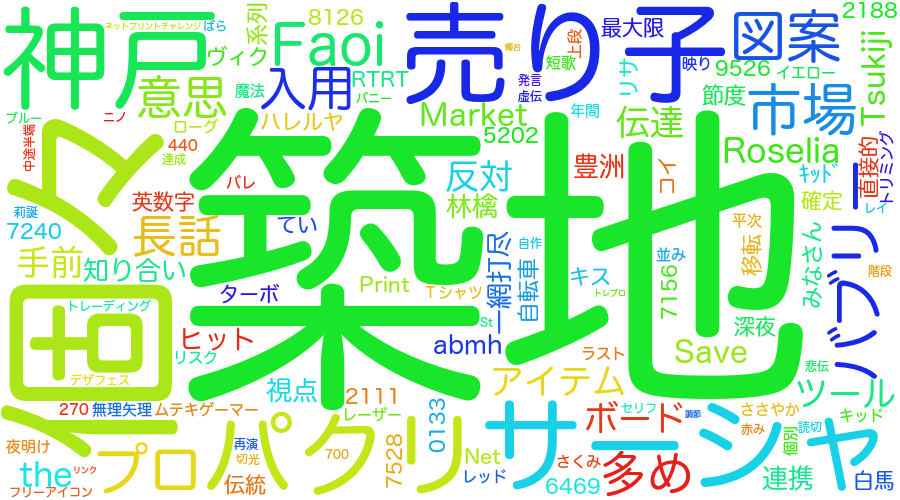 ネットプリントチャレンジ
ばら
系列
8126
Faoi
神戸
ヴィク
売り子
燭台
上段
最大限
図案
2188
意思
入用
RTRT
魔法
バニー
発言
虚伝
短歌
リサ
映り
9526
イエロー
Tsukiji
ブルー
ニノ
ローグ
ハレルヤ
Market
5202
年間
節度
市場
伝達
中途半端
440
達成
築地
反対
豊洲
コイ
Roselia
ｷｯﾄﾞ
直接的
トリミング
個人
英数字
バレ
林檎
確定
レイ
莉誕
7240
長話
てい
一網打尽
自作
平次
移転
並み
みなさん
手前
知り合い
ターボ
Print
Tシャツ
自転車
キス
トレプロ
7156
階段
バブリー
トレーディング
ヒット
St
abmh
深夜
リスク
ラスト
Save
悲伝
デザフェス
視点
アイテム
ツール
270
無理矢理
ムテキゲーマー
2111
レーザー
0133
サーシャ
ボード
セリフ
調節
ささやか
キッド
夜明け
プロ
パクリ
再演
切光
700
7528
Net
赤み
読切
個別
the
リンク
フリーアイコン
伝統
レッド
さくみ
6469
多め
連携
白馬